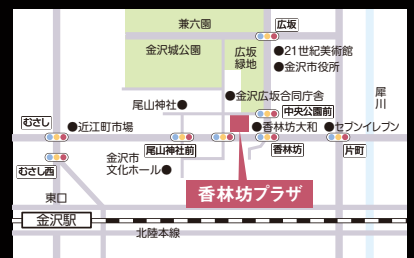 兼六園
広坂
金沢城公園
広坂
緑地
●21世紀美術館
●金沢市役所
犀
川
尾山神社●
●金沢広坂合同庁舎
中央公園前
むさし
●近江町市場
●香林坊大和
●セブンイレブン
尾山神社前
香林坊
片町
むさし西
金沢市
文化ホール●
香林坊プラザ
東口
金沢駅
北陸本線